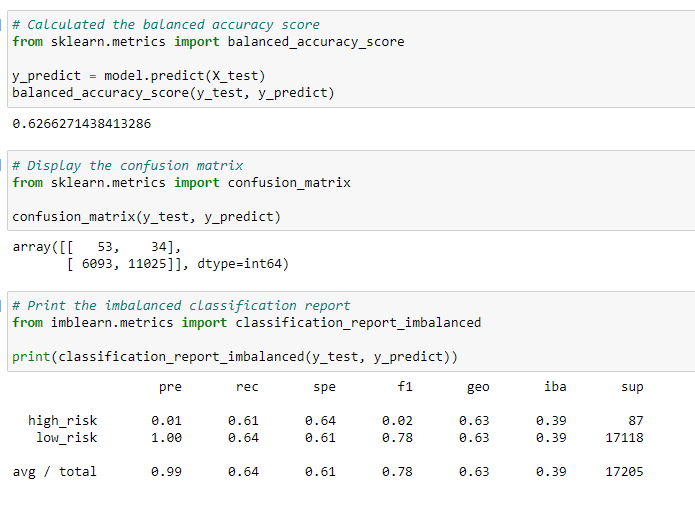 # Calculated the balanced accuracy score
from sklearn.metrics import balanced_accuracy_score
y_predict = model.predict(X_test)
balanced_accuracy_score(y_test, y_predict)
0.6266271438413286
# Display the confusion matrix
from sklearn.metrics import confusion_matrix
confusion_matrix(y_test, y_predict)
array([[   53,    34],
       [ 6093, 11025]], dtype=int64)
# Print the imbalanced classification report
from imblearn.metrics import classification_report_imbalanced
print(classification_report_imbalanced(y_test, y_predict))
pre rec spe f1 geo iba sup
high_risk 0.01 0.61 0.64 0.02 0.63 0.39 87
low_risk 1.00 0.64 0.61 0.78 0.63 0.39 17118
avg / total 0.99 0.64 0.61 0.78 0.63 0.39 17205